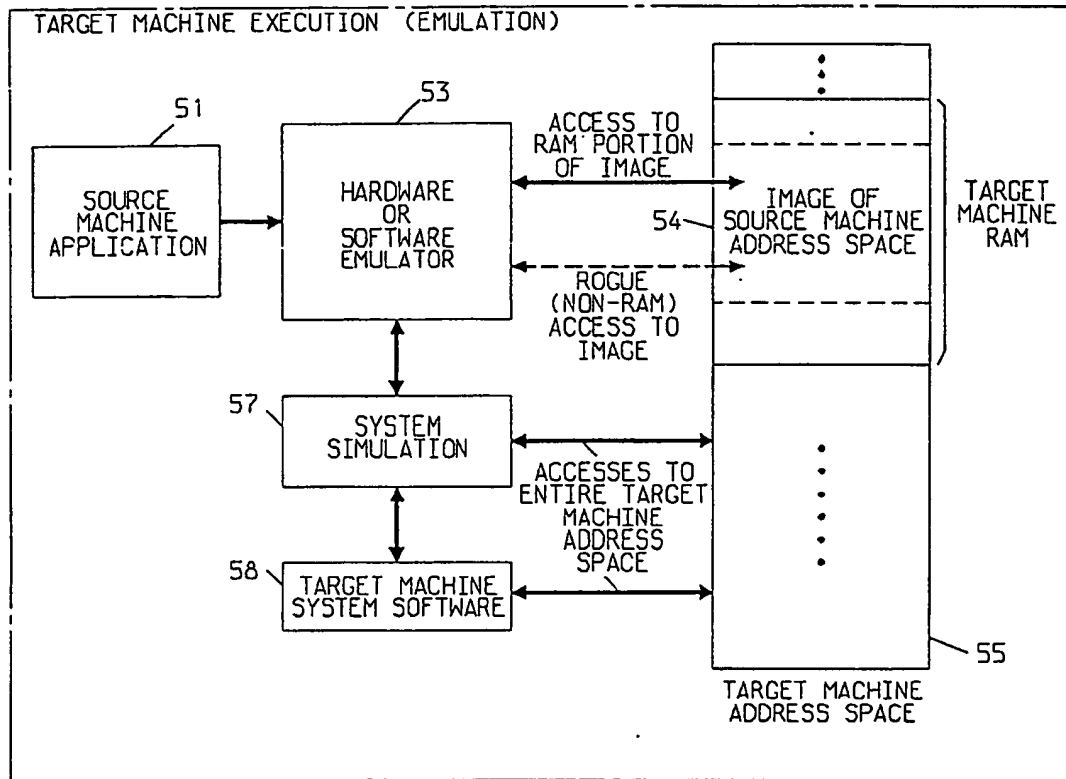 TARGET MACHINE EXECUTION (EMULATION)
51
SOURCE
MACHINE
APPLICATION
53
HARDWARE
OR
SOFTWARE
EMULATOR
ACCESS TO
RAM PORTION
OF IMAGE
54
IMAGE OF
SOURCE MACHINE
ADDRESS SPACE
TARGET
MACHINE
RAM
ROGUE
(NON-RAM)
ACCESS TO
IMAGE
57
SYSTEM
SIMULATION
ACCESSES TO
ENTIRE TARGET
MACHINE
ADDRESS
SPACE
58
TARGET MACHINE
SYSTEM SOFTWARE
55
TARGET MACHINE
ADDRESS SPACE